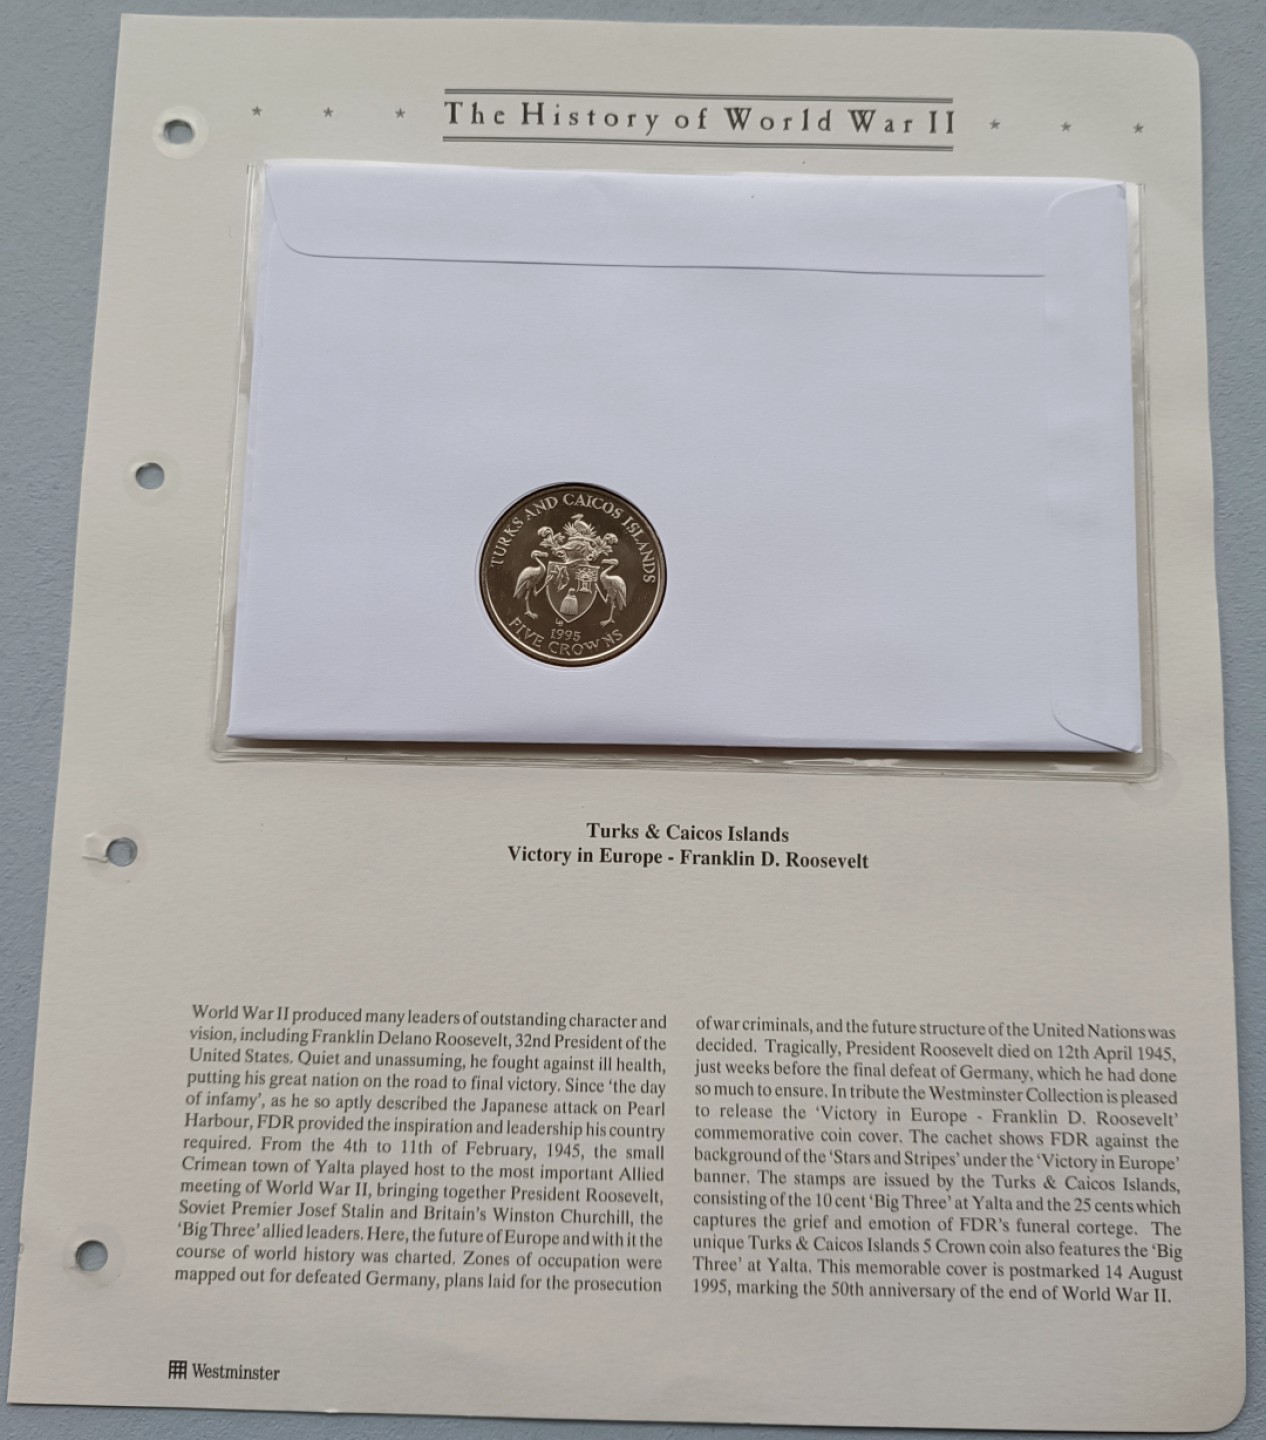 The History of World War II
TURKS AND CAICOS ISLANDS
1995
FIVE CROWNS
Turks & Caicos Islands
Victory in Europe - Franklin D. Roosevelt
World War II produced many leaders of outstanding character and
vision, including Franklin Delano Roosevelt, 32nd President of the
United States. Quiet and unassuming, he fought against ill health,
putting his great nation on the road to final victory. Since ‘the day
of infamy’, as he so aptly described the Japanese attack on Pearl
Harbour, FDR provided the inspiration and leadership his country
required. From the 4th to 11th of February, 1945, the small
Crimean town of Yalta played host to the most important Allied
meeting of World War II, bringing together President Roosevelt,
Soviet Premier Josef Stalin and Britain's Winston Churchill, the
‘Big Three’ allied leaders. Here, the future of Europe and with it the
course of world history was charted. Zones of occupation were
mapped out for defeated Germany, plans laid for the prosecution
of war criminals, and the future structure of the United Nations was
decided. Tragically, President Roosevelt died on 12th April 1945,
just weeks before the final defeat of Germany, which he had done
so much to ensure. In tribute the Westminster Collection is pleased
to release the ‘Victory in Europe - Franklin D. Roosevelt’
commemorative coin cover. The cachet shows FDR against the
background of the ‘Stars and Stripes’ under the ‘Victory in Europe’
banner. The stamps are issued by the Turks & Caicos Islands,
consisting of the 10 cent ‘Big Three’ at Yalta and the 25 cents which
captures the grief and emotion of FDR's funeral cortege. The
unique Turks & Caicos Islands 5 Crown coin also features the ‘Big
Three’ at Yalta. This memorable cover is postmarked 14 August
1995, marking the 50th anniversary of the end of World War II.
Westminster